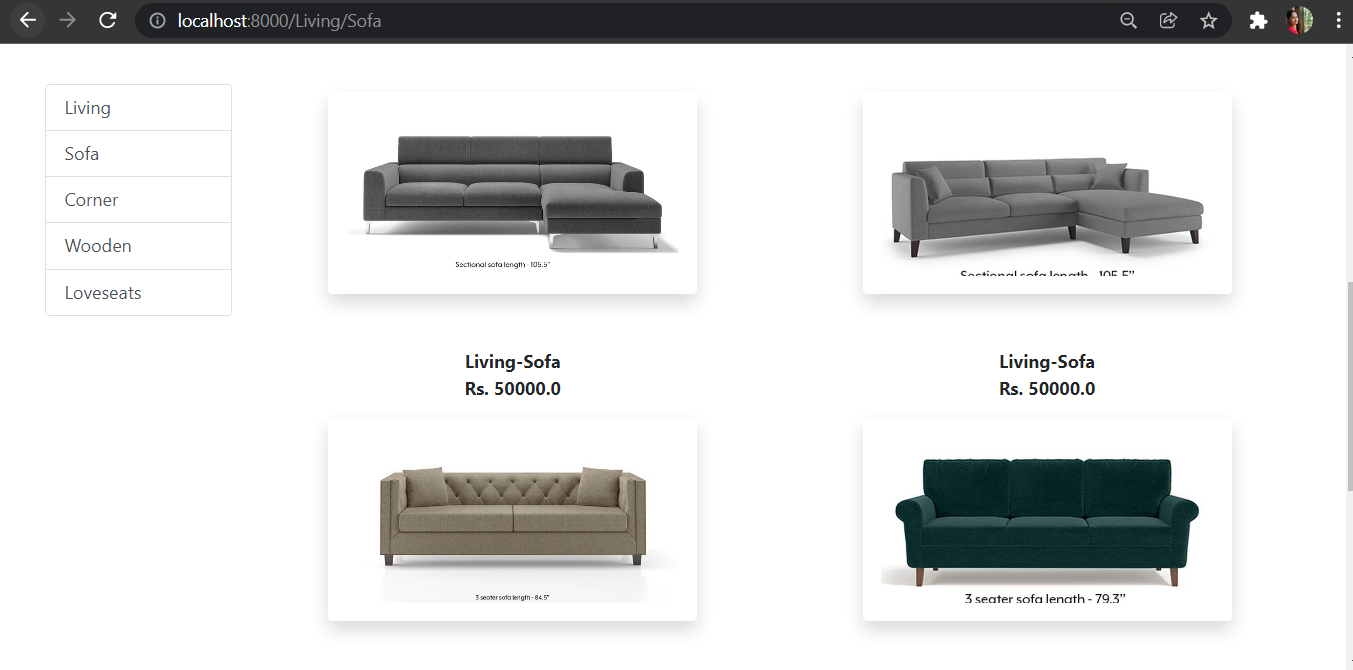 localhost:8000/Living/Sofa
Living
Sofa
Corner
Wooden
Loveseats
Sectional sofa length - 105.5"
Sectional sofa length - 105.5"
Living-Sofa
Rs. 50000.0
Living-Sofa
Rs. 50000.0
3 seater sofa length - 84.5"
3 seater sofa length - 79.3"